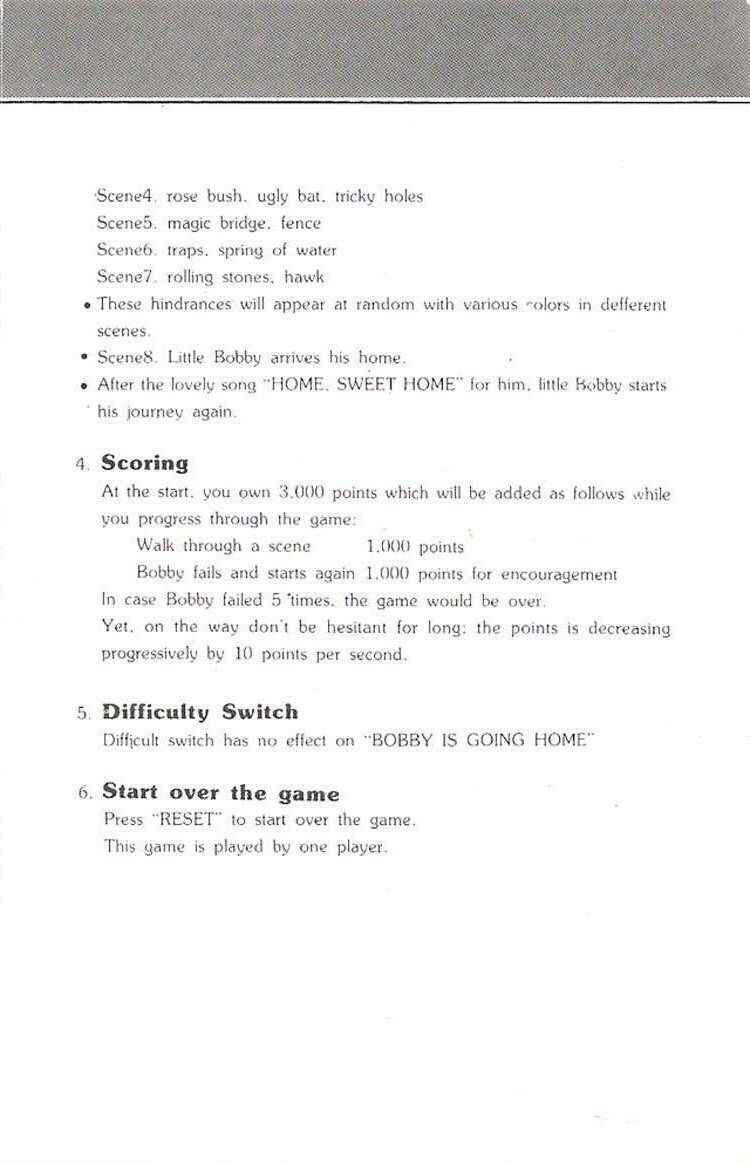 Scene4. rose bush. ugly bat. tricky holes
Scene5. magic bridge. fence
Scene6. traps. spring of water
Scene7. rolling stones. hawk
• These hindrances will appear at random with various colors in defferent
scenes.
• Scene8. Little Bobby arrives his home.
• After the lovely song "HOME. SWEET HOME" for him. little Bobby starts
his journey again.
4. Scoring
At the start. you own 3.000 points which will be added as follows while
you progress through the game:
Walk through a scene 1.000 points
Bobby fails and starts again 1.000 points for encouragement
In case Bobby failed 5 times. the game would be over.
Yet. on the way don't be hesitant for long: the points is decreasing
progressively by 10 points per second.
5. Difficulty Switch
Difficult switch has no effect on "BOBBY IS GOING HOME"
6. Start over the game
Press "RESET" to start over the game.
This game is played by one player.